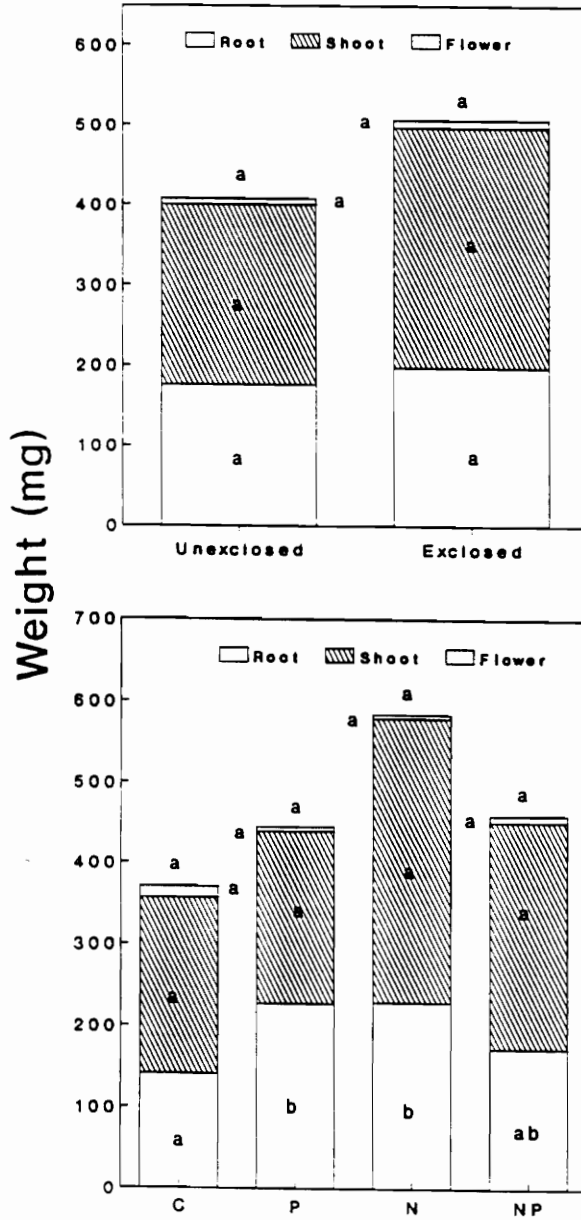 Weight (mg)
600
500
400
300
200
100
0
Root Shoot Flower
a a
a a
a a
a a
Unexclosed Exclosed
700
600
500
400
300
200
100
0
Root Shoot Flower
a a a a
a a a a
a a a a
a b b ab
C P N NP